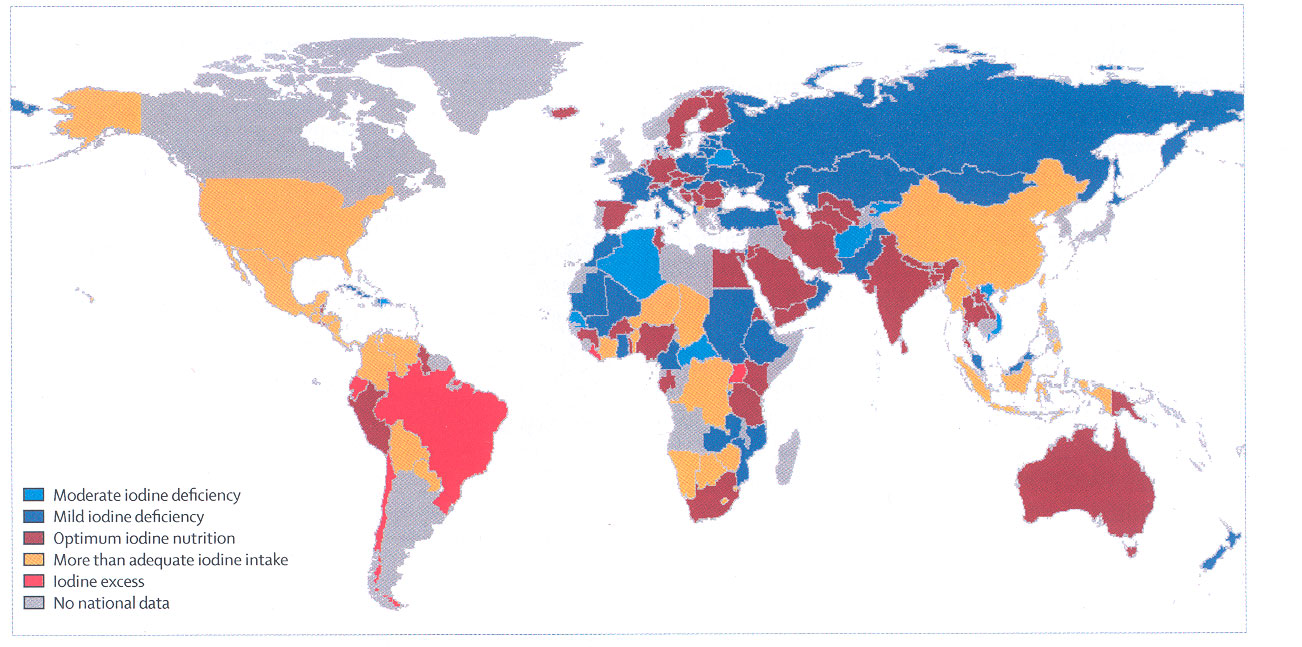 Moderate iodine deficiency
Mild iodine deficiency
Optimum iodine nutrition
More than adequate iodine intake
Iodine excess
No national data